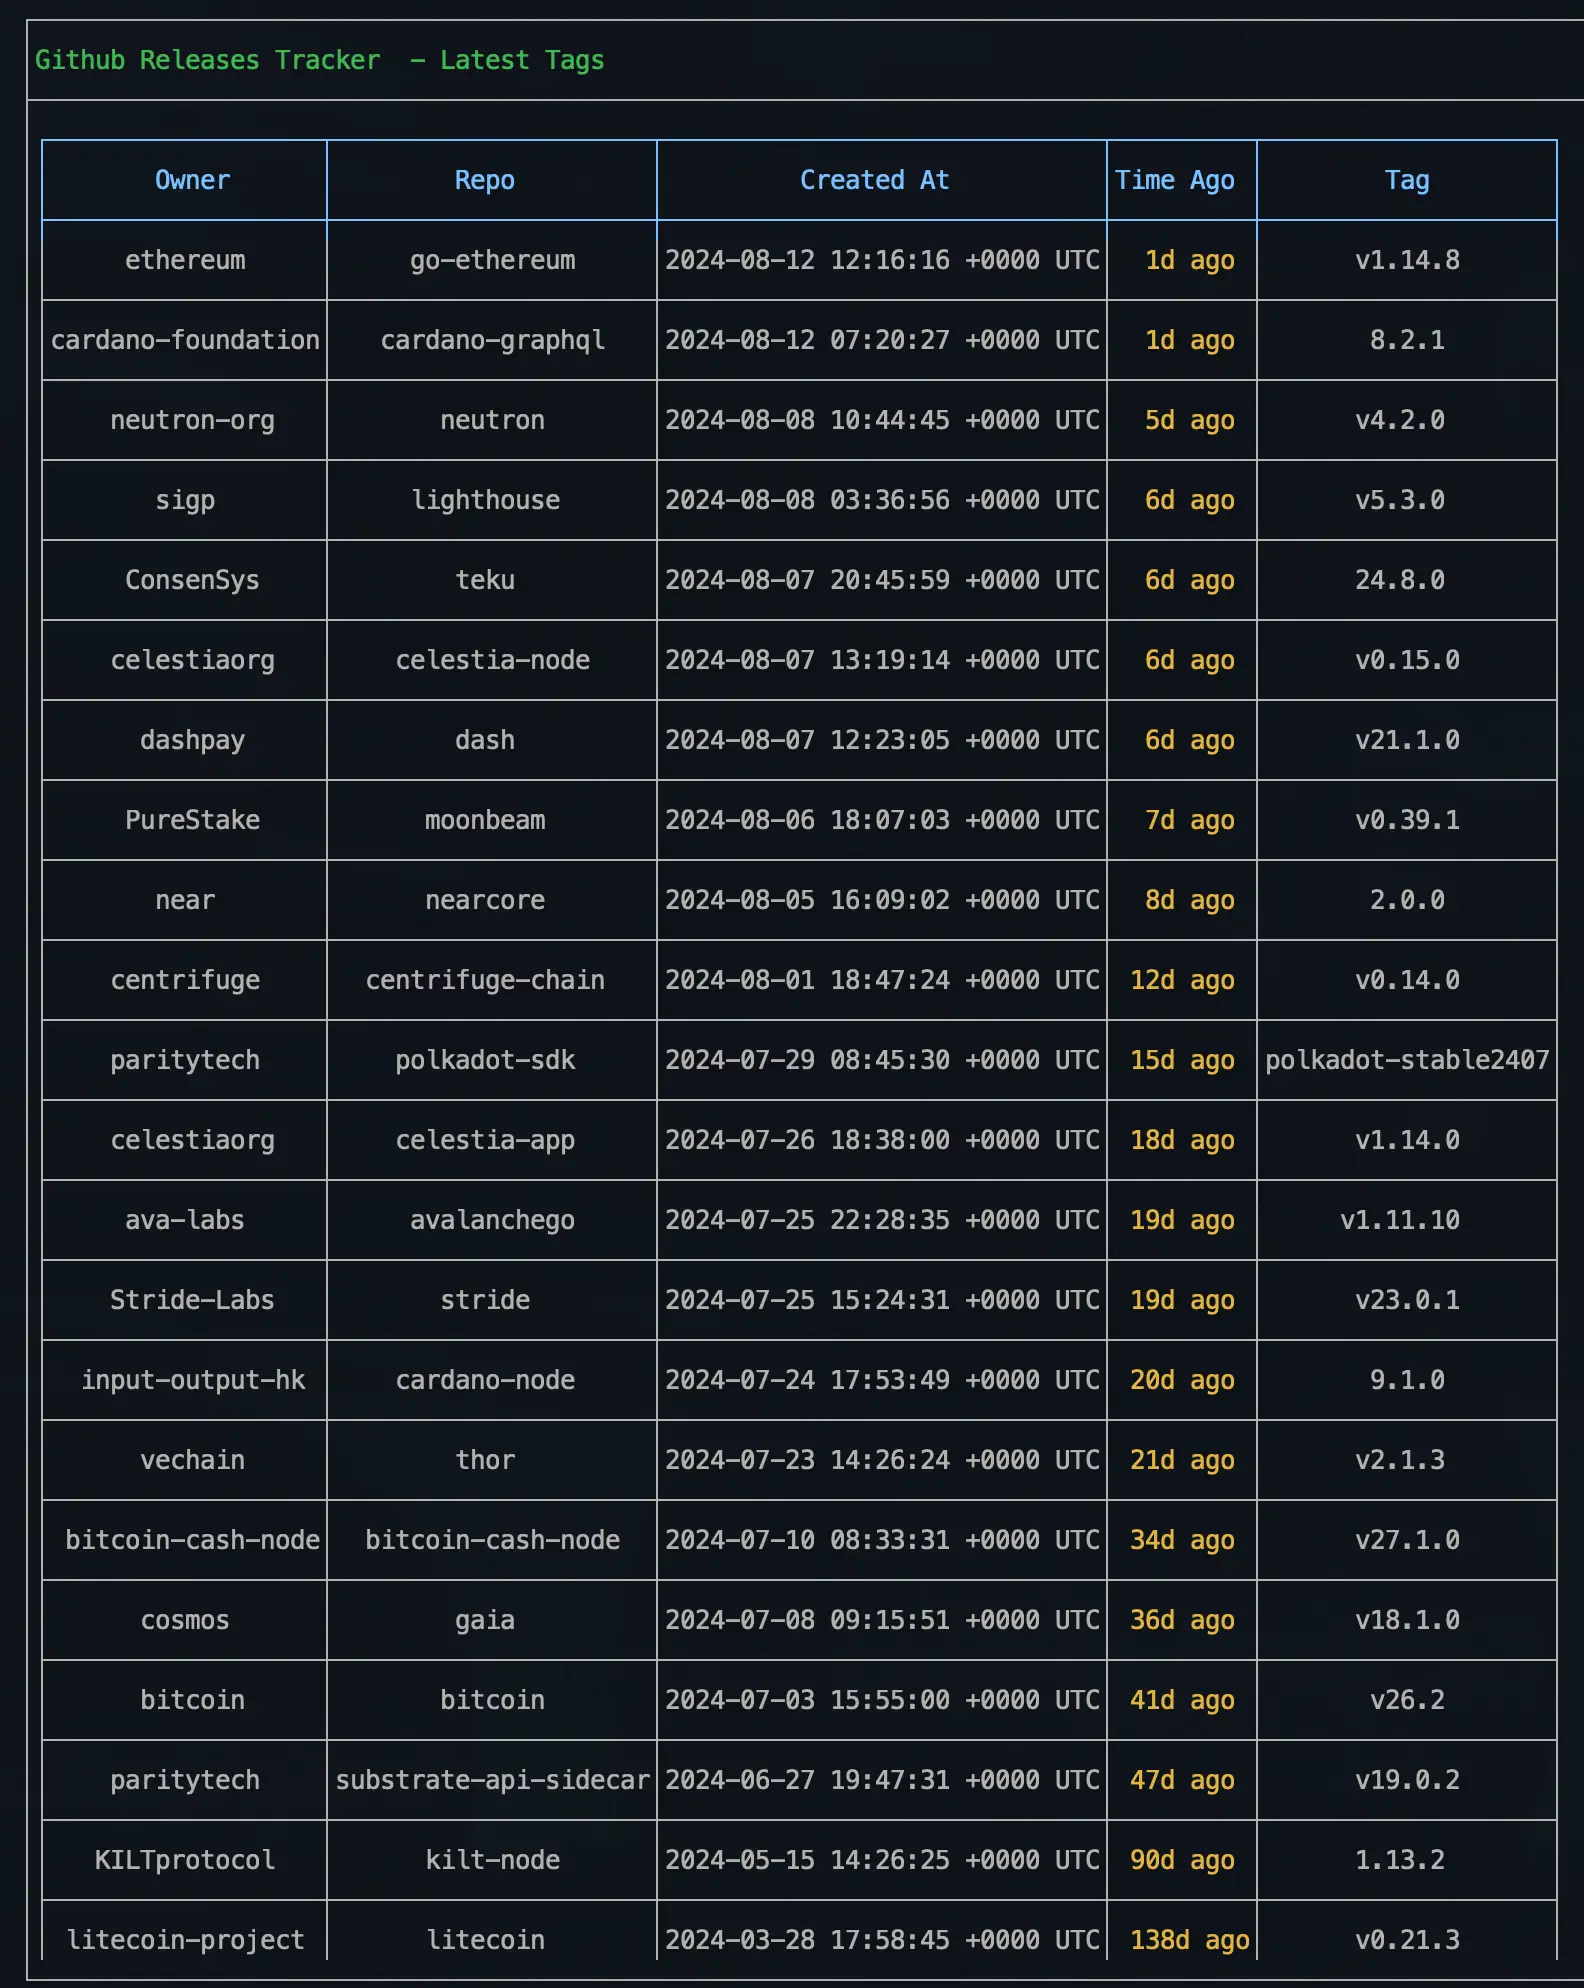 Github Releases Tracker – Latest Tags
Owner Repo Created At Time Ago Tag
ethereum go-ethereum 2024-08-12 12:16:16 +0000 UTC 1d ago v1.14.8
cardano-foundation cardano-graphql 2024-08-12 07:20:27 +0000 UTC 1d ago 8.2.1
neutron-org neutron 2024-08-08 10:44:45 +0000 UTC 5d ago v4.2.0
sigp lighthouse 2024-08-08 03:36:56 +0000 UTC 6d ago v5.3.0
ConsenSys teku 2024-08-07 20:45:59 +0000 UTC 6d ago 24.8.0
celestiaorg celestia-node 2024-08-07 13:19:14 +0000 UTC 6d ago v0.15.0
dashpay dash 2024-08-07 12:23:05 +0000 UTC 6d ago v21.1.0
PureStake moonbeam 2024-08-06 18:07:03 +0000 UTC 7d ago v0.39.1
near nearcore 2024-08-05 16:09:02 +0000 UTC 8d ago 2.0.0
centrifuge centrifuge-chain 2024-08-01 18:47:24 +0000 UTC 12d ago v0.14.0
paritytech polkadot-sdk 2024-07-29 08:45:30 +0000 UTC 15d ago polkadot-stable2407
celestiaorg celestia-app 2024-07-26 18:38:00 +0000 UTC 18d ago v1.14.0
ava-labs avalanchego 2024-07-25 22:28:35 +0000 UTC 19d ago v1.11.10
Stride-Labs stride 2024-07-25 15:24:31 +0000 UTC 19d ago v23.0.1
input-output-hk cardano-node 2024-07-24 17:53:49 +0000 UTC 20d ago 9.1.0
vechain thor 2024-07-23 14:26:24 +0000 UTC 21d ago v2.1.3
bitcoin-cash-node bitcoin-cash-node 2024-07-10 08:33:31 +0000 UTC 34d ago v27.1.0
cosmos gaia 2024-07-08 09:15:51 +0000 UTC 36d ago v18.1.0
bitcoin bitcoin 2024-07-03 15:55:00 +0000 UTC 41d ago v26.2
paritytech substrate-api-sidecar 2024-06-27 19:47:31 +0000 UTC 47d ago v19.0.2
KILTprotocol kilt-node 2024-05-15 14:26:25 +0000 UTC 90d ago 1.13.2
litecoin-project litecoin 2024-03-28 17:58:45 +0000 UTC 138d ago v0.21.3